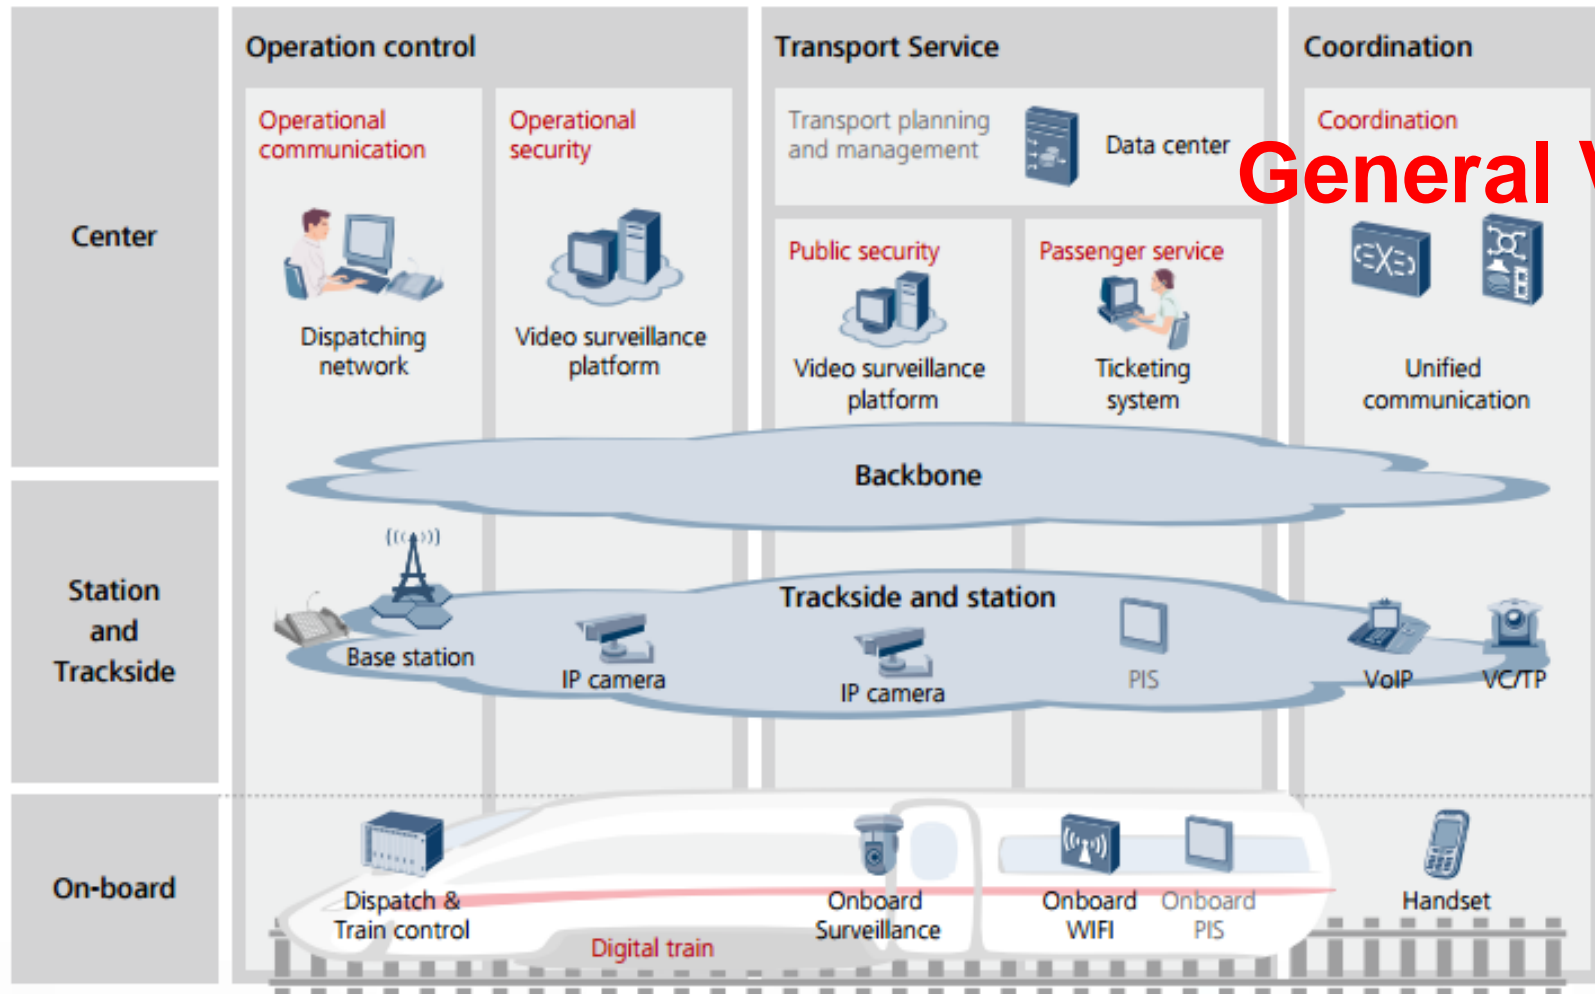 Operation control
Transport Service
Coordination
Operational
communication
Operational
security
Transport planning
and management
Data center
Coordination
General V
Center
Public security
Passenger service
Dispatching
network
Video surveillance
platform
Video surveillance
platform
Ticketing
system
Unified
communication
Backbone
Station
and
Trackside
Trackside and station
Base station
IP camera
IP camera
PIS
VoIP
VC/TP
On-board
Dispatch &
Train control
Onboard
Surveillance
Onboard
WIFI
Onboard
PIS
Handset
Digital train